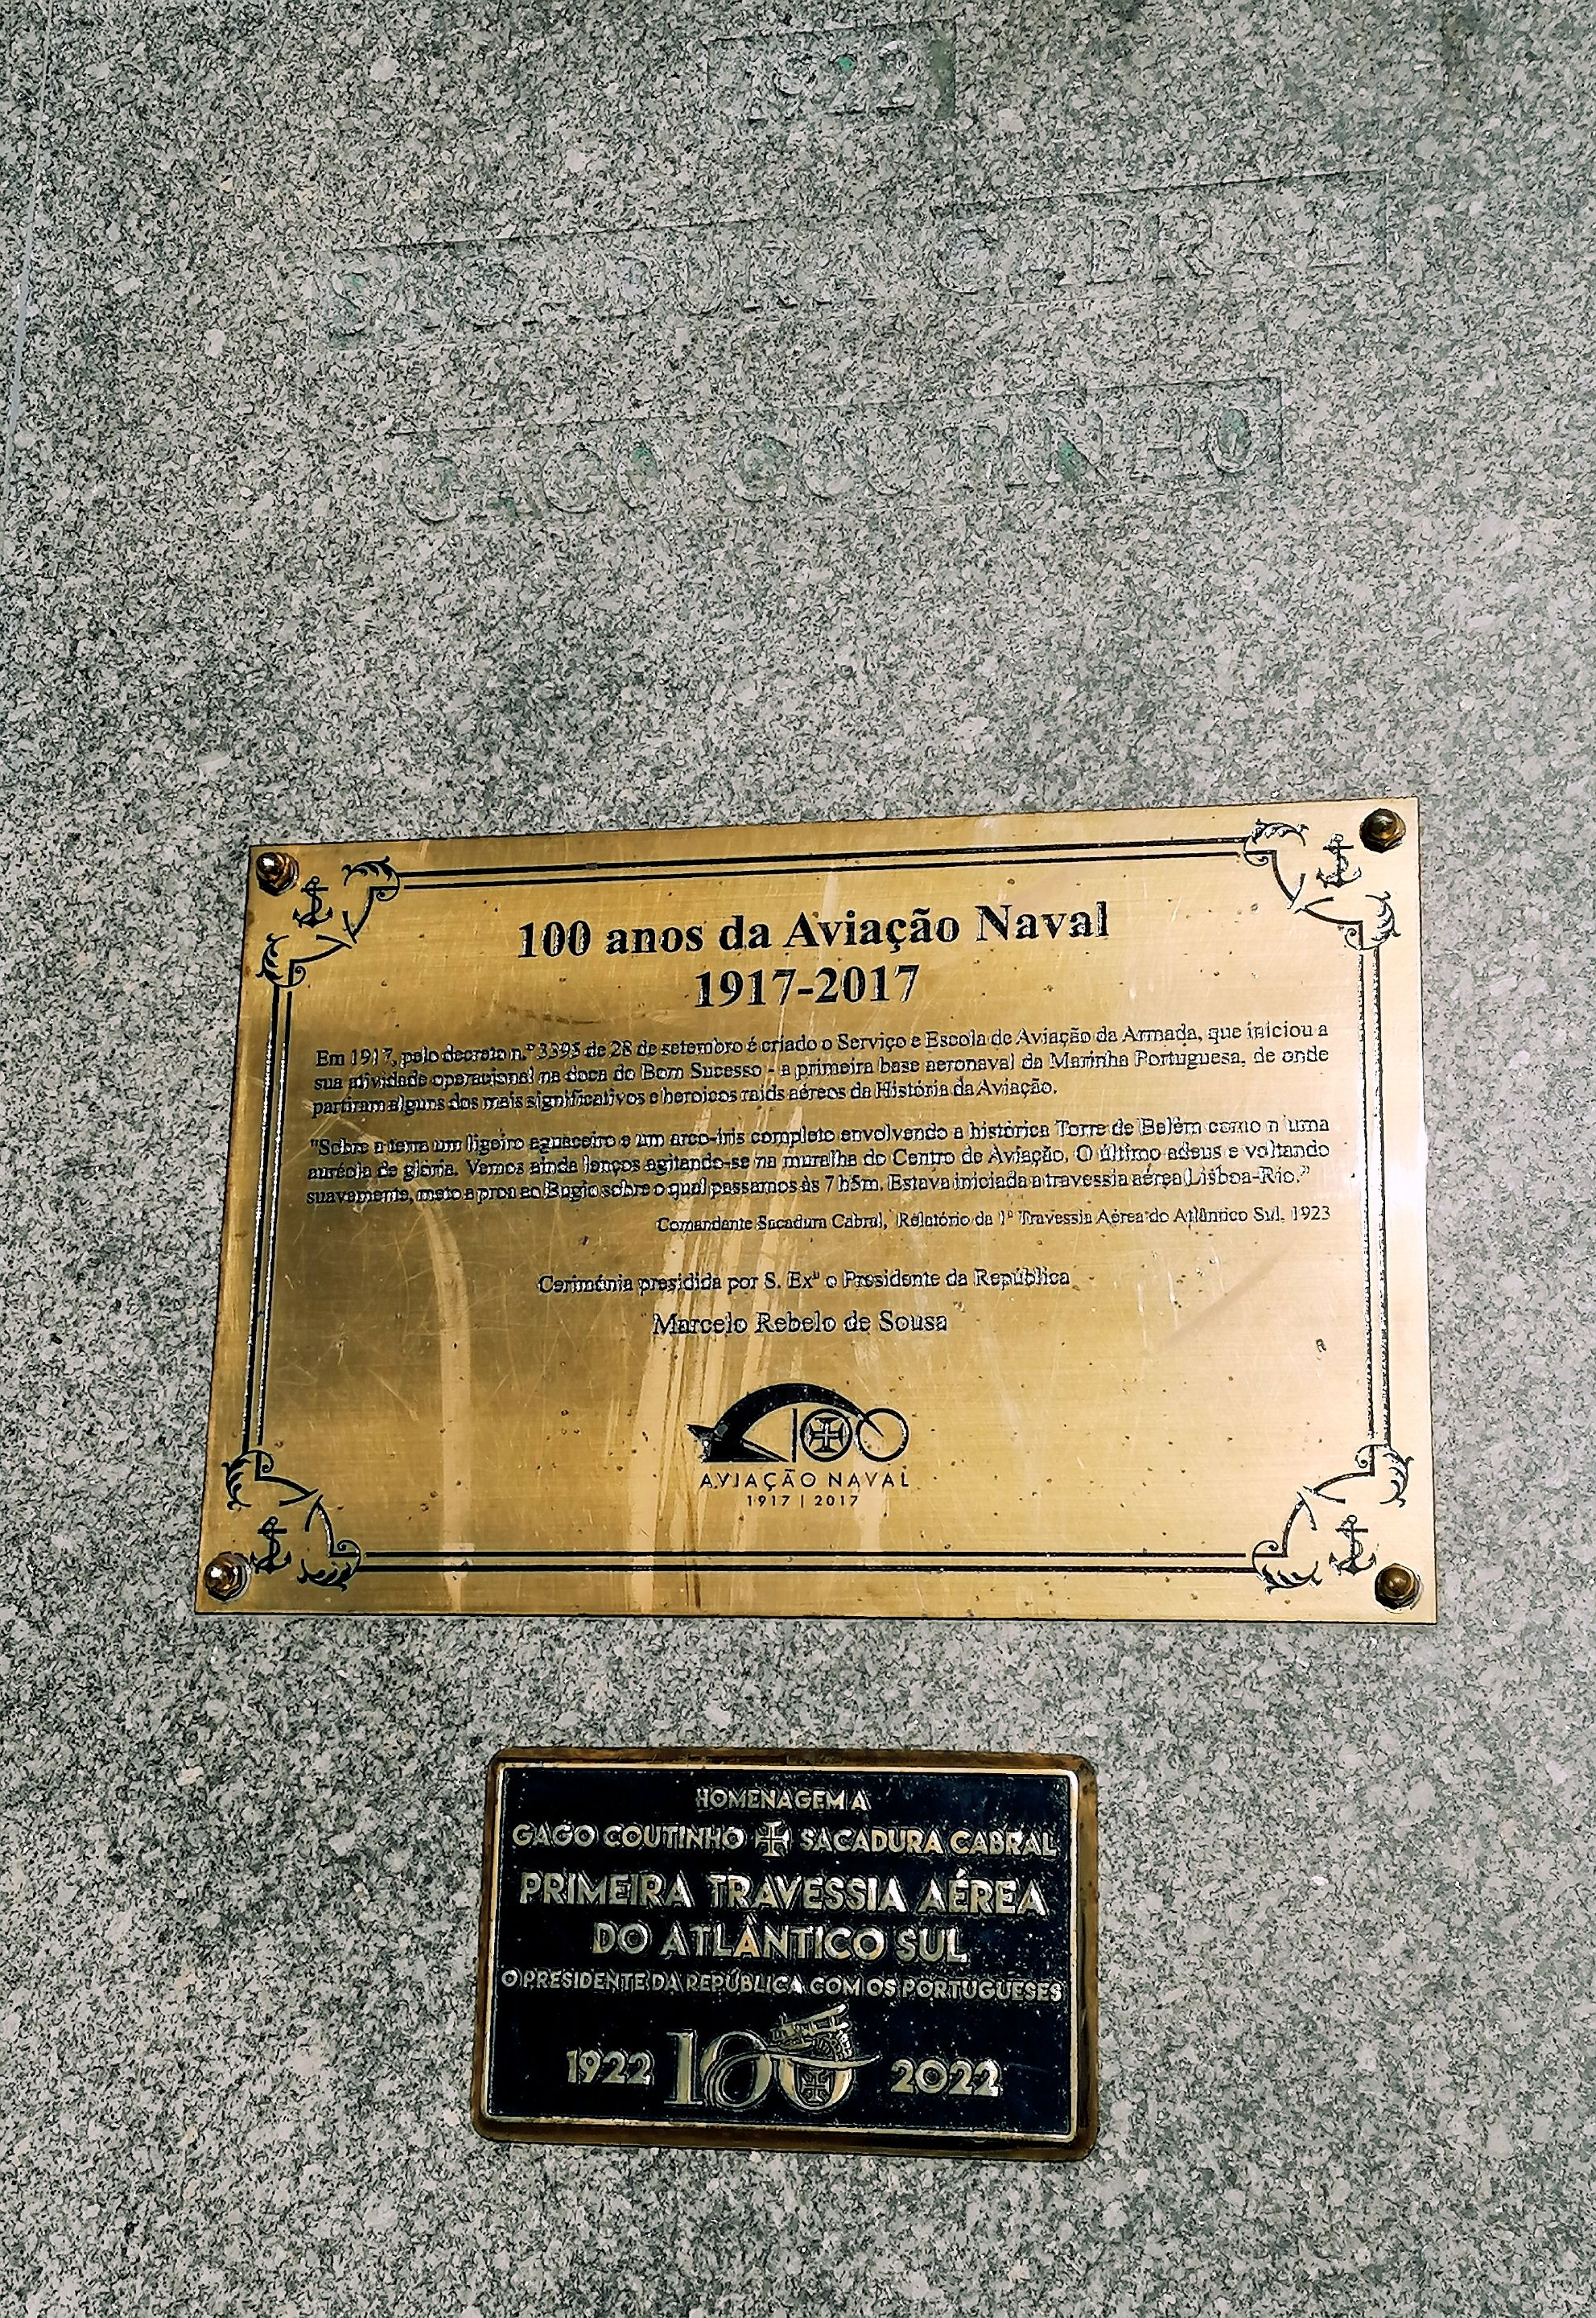 1922
SACADURA CABRAL
GAGO COUTINHO
100 anos da Aviação Naval
1917-2017
Em 1917, pelo decreto n.º 3395 de 28 de setembro é criado o Serviço e Escola de Aviação da Armada, que iniciou a
sua atividade operacional na doca do Bom Sucesso - a primeira base aeronaval da Marinha Portuguesa, de onde
partiram alguns dos mais significativos e heroicos raids aéreos da História da Aviação.
"Sobre a terra um ligeiro aguaceiro e um arco-íris completo envolvendo a histórica Torre de Belém como n'uma
auréola de glória. Vemos ainda lenços agitando-se na muralha do Centro de Aviação. O último adeus e voltando
suavemente, meto a proa ao Bugio sobre o qual passamos às 7 h5m. Estava iniciada a travessia aérea Lisboa-Rio."
Comandante Sacadura Cabral, Relatório da 1ª Travessia Aérea do Atlântico Sul, 1923
Cerimónia presidida por S. Exª o Presidente da República
Marcelo Rebelo de Sousa
100
AVIAÇÃO NAVAL
1917 | 2017
HOMENAGEM A
GAGO COUTINHO SACADURA CABRAL
PRIMEIRA TRAVESSIA AÉREA
DO ATLÂNTICO SUL
O PRESIDENTE DA REPÚBLICA COM OS PORTUGUESES
1922 100 2022